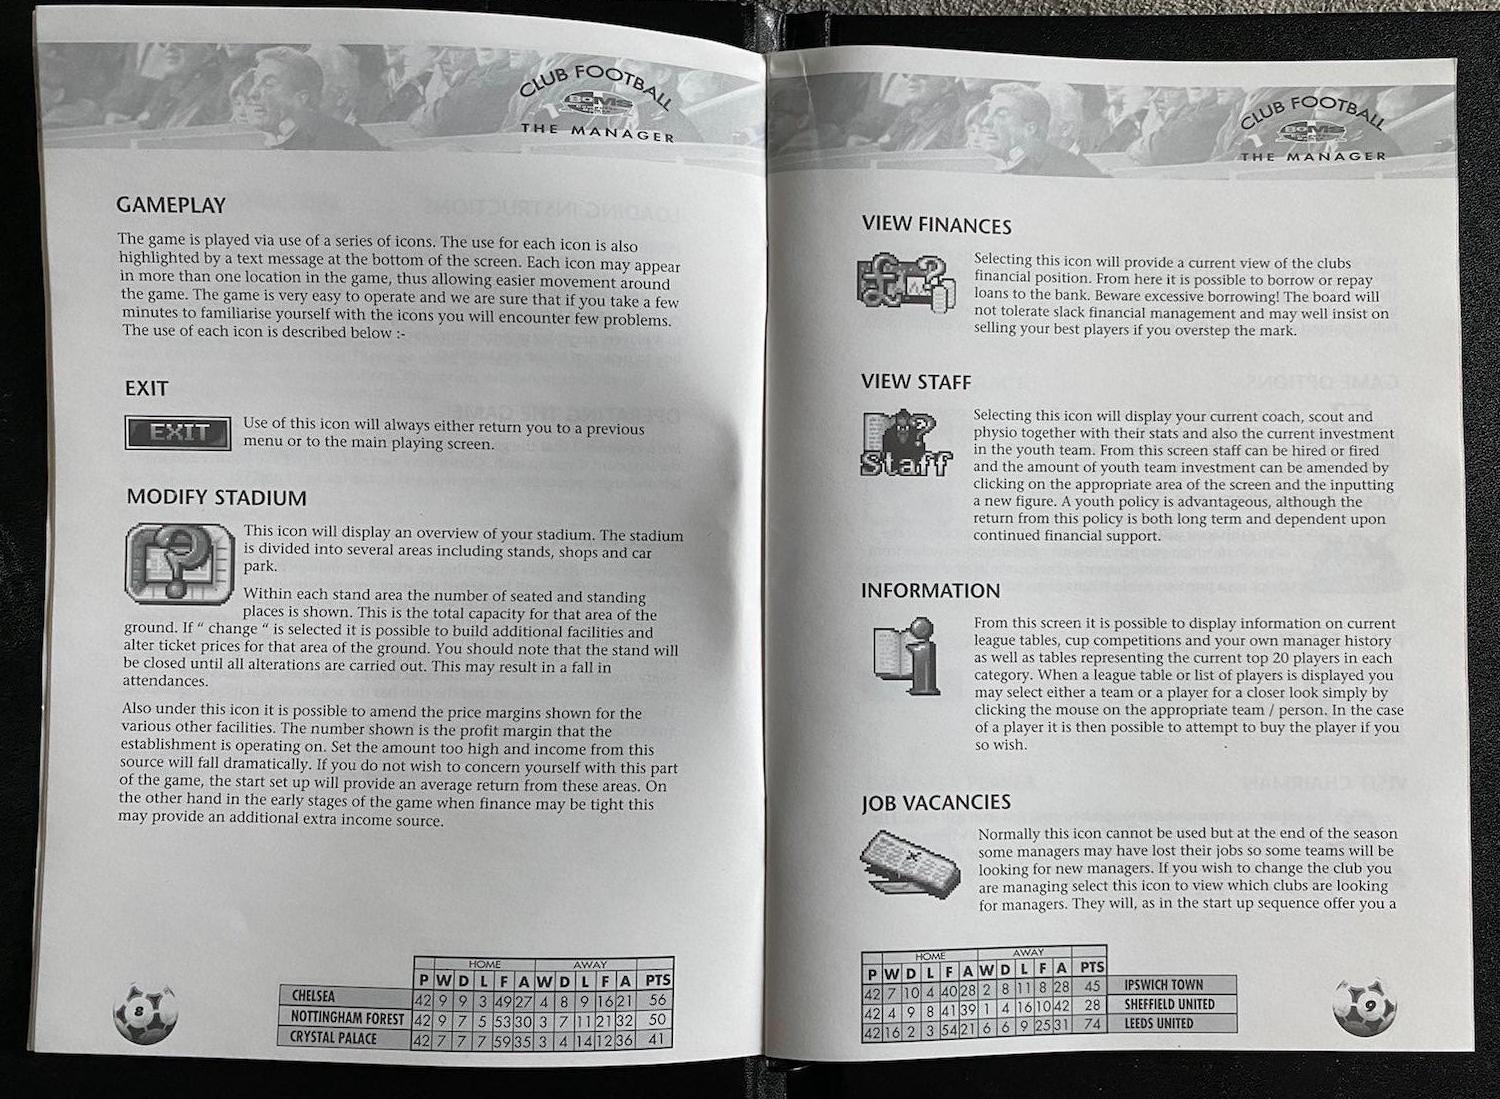 CLUB FOOTBALL
BOMS
THE MANAGER
GAMEPLAY
The game is played via use of a series of icons. The use for each icon is also
highlighted by a text message at the bottom of the screen. Each icon may appear
in more than one location in the game, thus allowing easier movement around
the game. The game is very easy to operate and we are sure that if you take a few
minutes to familiarise yourself with the icons you will encounter few problems.
The use of each icon is described below :-
EXIT
EXIT
Use of this icon will always either return you to a previous
menu or to the main playing screen.
MODIFY STADIUM
This icon will display an overview of your stadium. The stadium
is divided into several areas including stands, shops and car
park.
Within each stand area the number of seated and standing
places is shown. This is the total capacity for that area of the
ground. If “ change “ is selected it is possible to build additional facilities and
alter ticket prices for that area of the ground. You should note that the stand will
be closed until all alterations are carried out. This may result in a fall in
attendances.
Also under this icon it is possible to amend the price margins shown for the
various other facilities. The number shown is the profit margin that the
establishment is operating on. Set the amount too high and income from this
source will fall dramatically. If you do not wish to concern yourself with this part
of the game, the start set up will provide an average return from these areas. On
the other hand in the early stages of the game when finance may be tight this
may provide an additional extra income source.
8
HOME AWAY
P W D L F A W D L F A PTS
CHELSEA 42 9 9 3 49 27 4 8 9 16 21 56
NOTTINGHAM FOREST 42 9 7 5 53 30 3 7 11 21 32 50
CRYSTAL PALACE 42 7 7 7 59 35 3 4 14 12 36 41
CLUB FOOTBALL
BOMS
THE MANAGER
VIEW FINANCES
£?
Selecting this icon will provide a current view of the clubs
financial position. From here it is possible to borrow or repay
loans to the bank. Beware excessive borrowing! The board will
not tolerate slack financial management and may well insist on
selling your best players if you overstep the mark.
VIEW STAFF
?
Staff
Selecting this icon will display your current coach, scout and
physio together with their stats and also the current investment
in the youth team. From this screen staff can be hired or fired
and the amount of youth team investment can be amended by
clicking on the appropriate area of the screen and the inputting
a new figure. A youth policy is advantageous, although the
return from this policy is both long term and dependent upon
continued financial support.
INFORMATION
i
From this screen it is possible to display information on current
league tables, cup competitions and your own manager history
as well as tables representing the current top 20 players in each
category. When a league table or list of players is displayed you
may select either a team or a player for a closer look simply by
clicking the mouse on the appropriate team / person. In the case
of a player it is then possible to attempt to buy the player if you
so wish.
JOB VACANCIES
Normally this icon cannot be used but at the end of the season
some managers may have lost their jobs so some teams will be
looking for new managers. If you wish to change the club you
are managing select this icon to view which clubs are looking
for managers. They will, as in the start up sequence offer you a
HOME AWAY
P W D L F A W D L F A PTS
42 7 10 4 40 28 2 8 11 8 28 45 IPSWICH TOWN
42 4 9 8 41 39 1 4 16 10 42 28 SHEFFIELD UNITED
42 16 2 3 54 21 6 6 9 25 31 74 LEEDS UNITED
9